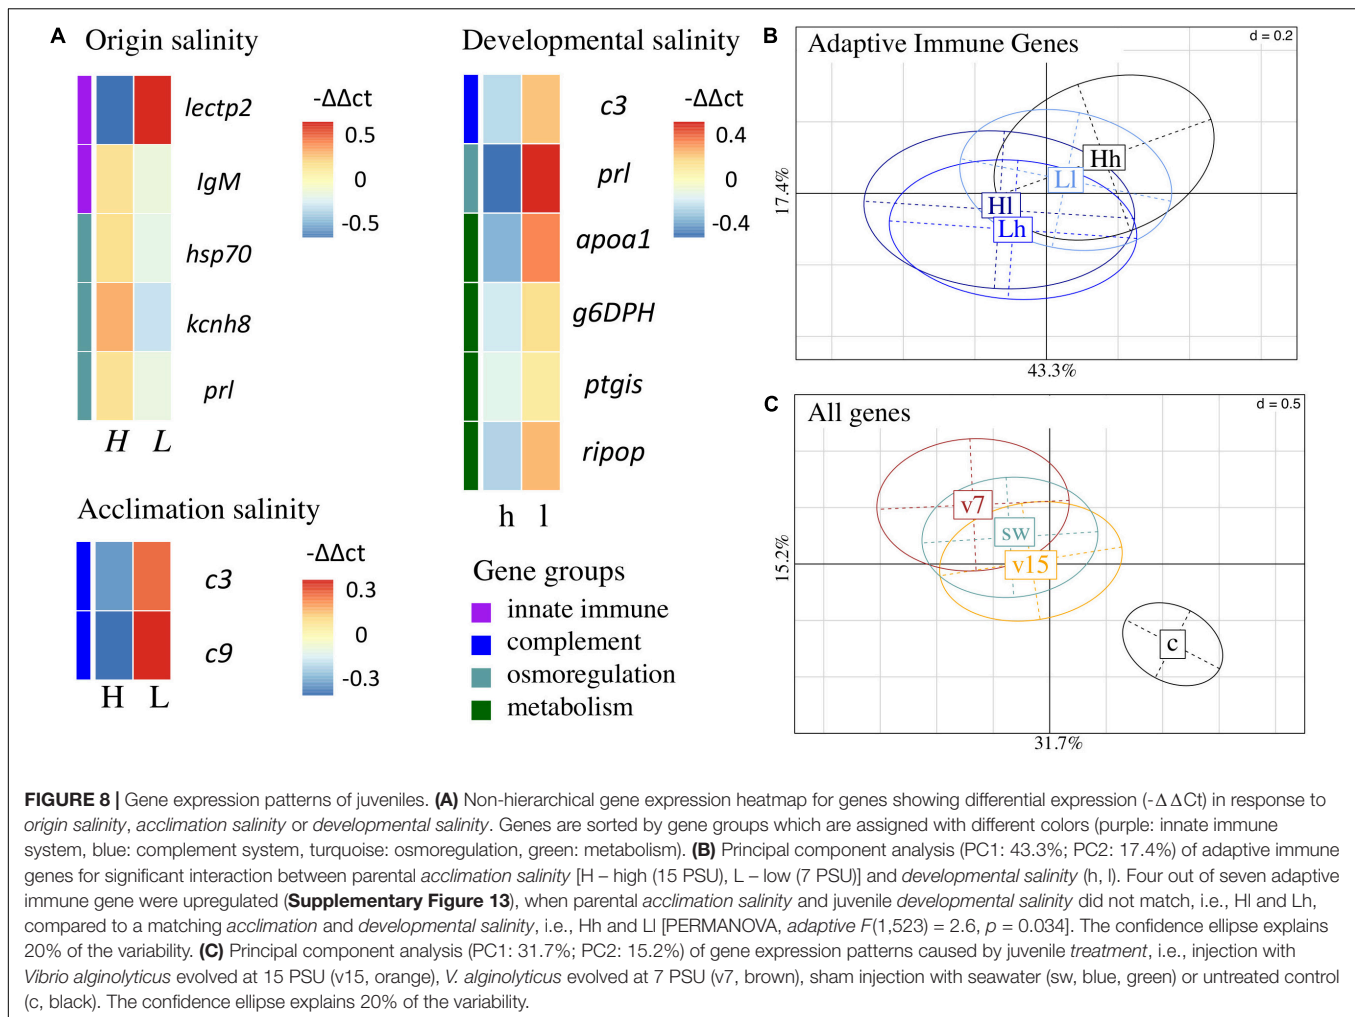 A
Origin salinity
lectp2
IgM
hsp70
kcnh8
prl
H L
-ΔΔct
0.5
0
-0.5
Acclimation salinity
c3
c9
H L
-ΔΔct
0.3
0
-0.3
Developmental salinity
c3
prl
apoa1
g6DPH
ptgis
ripop
h l
-ΔΔct
0.4
0
-0.4
Gene groups
innate immune
complement
osmoregulation
metabolism
B
Adaptive Immune Genes
d = 0.2
Hh
Ll
Hl
Lh
17.4%
43.3%
C
All genes
d = 0.5
v7
sw
v15
c
15.2%
31.7%
FIGURE 8 | Gene expression patterns of juveniles. (A) Non-hierarchical gene expression heatmap for genes showing differential expression (-Δ ΔCt) in response to
origin salinity, acclimation salinity or developmental salinity. Genes are sorted by gene groups which are assigned with different colors (purple: innate immune
system, blue: complement system, turquoise: osmoregulation, green: metabolism). (B) Principal component analysis (PC1: 43.3%; PC2: 17.4%) of adaptive immune
genes for significant interaction between parental acclimation salinity [H – high (15 PSU), L – low (7 PSU)] and developmental salinity (h, l). Four out of seven adaptive
immune gene were upregulated (Supplementary Figure 13), when parental acclimation salinity and juvenile developmental salinity did not match, i.e., Hl and Lh,
compared to a matching acclimation and developmental salinity, i.e., Hh and Ll [PERMANOVA, adaptive F(1,523) = 2.6, p = 0.034]. The confidence ellipse explains
20% of the variability. (C) Principal component analysis (PC1: 31.7%; PC2: 15.2%) of gene expression patterns caused by juvenile treatment, i.e., injection with
Vibrio alginolyticus evolved at 15 PSU (v15, orange), V. alginolyticus evolved at 7 PSU (v7, brown), sham injection with seawater (sw, blue, green) or untreated control
(c, black). The confidence ellipse explains 20% of the variability.